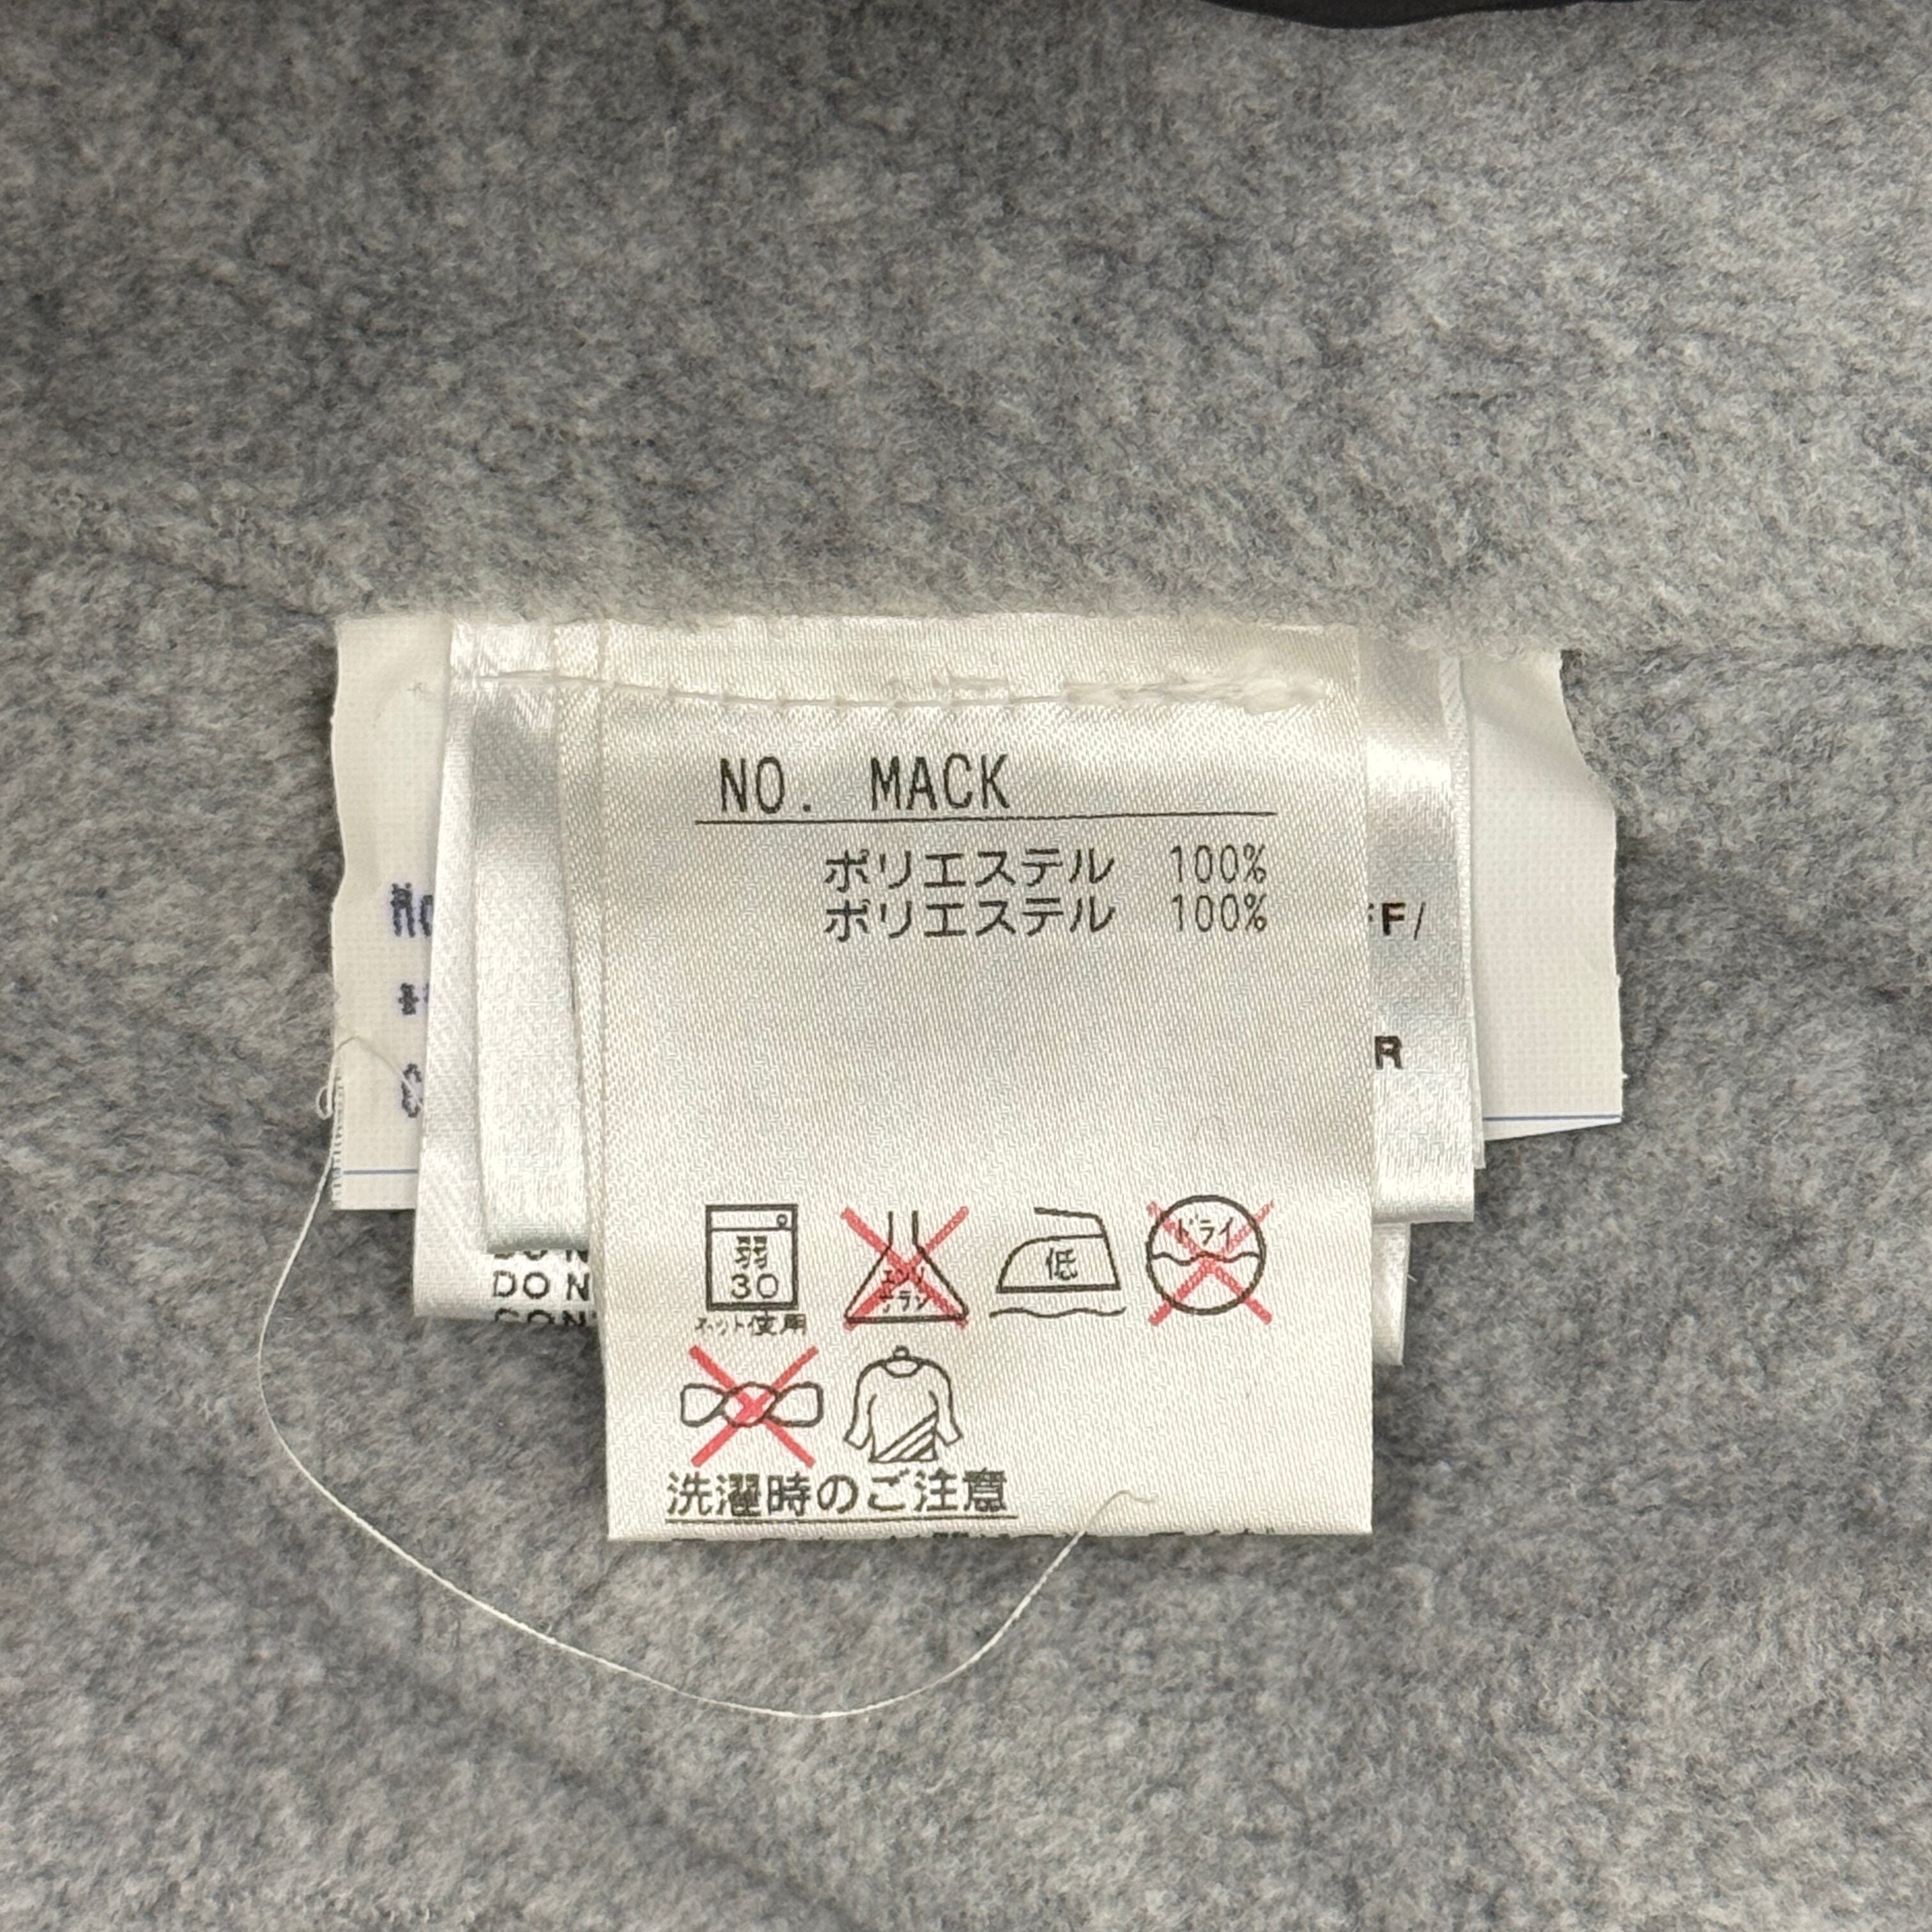 NO. MACK
ポリエステル 100%
ポリエステル 100%
F/
R
弱
30
ネット使用
エンソ
サラシ
低
ドライ
DO N
CON
洗濯時のご注意